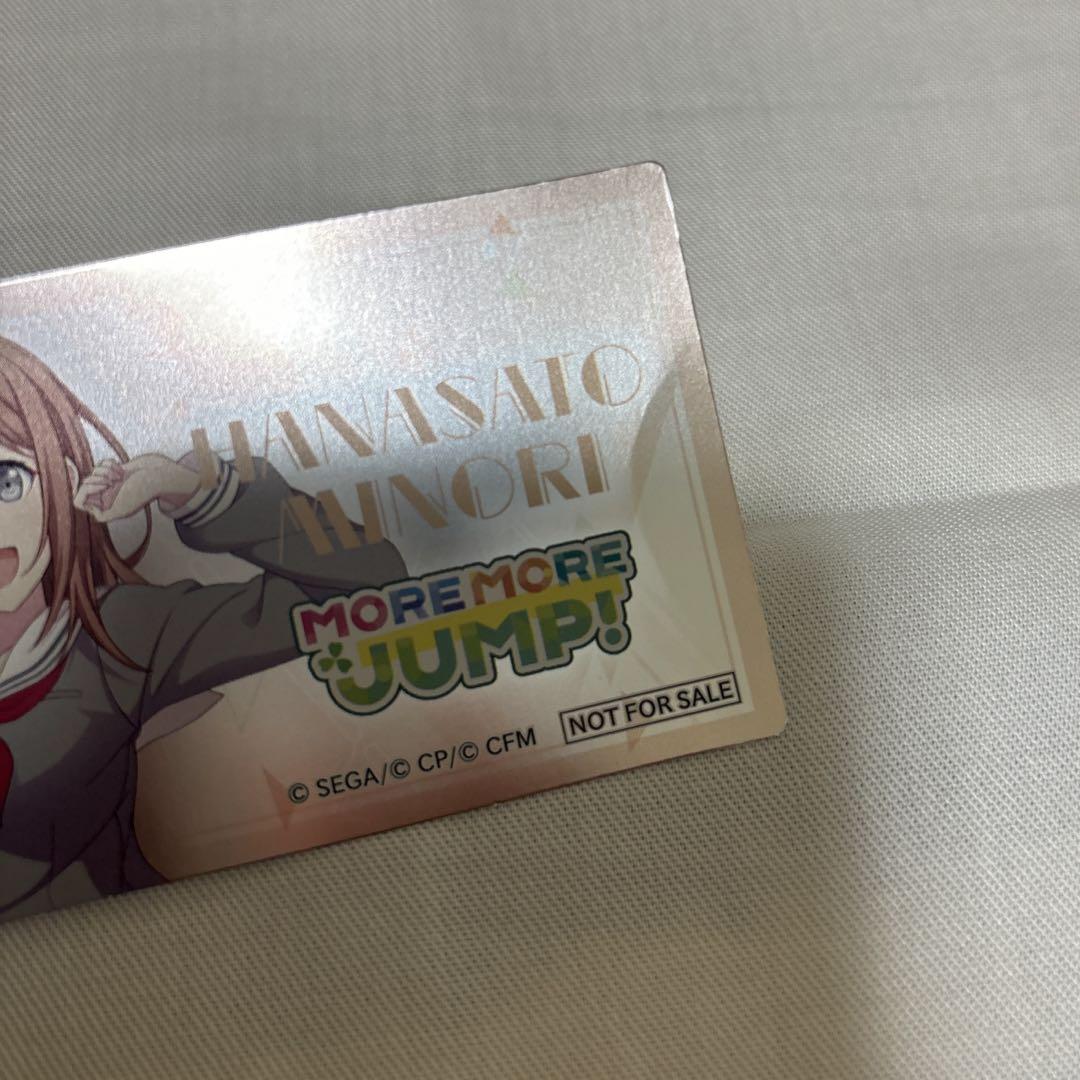 HANASATO
MINORI
MORE MORE
JUMP!
NOT FOR SALE
© SEGA/© CP/© CFM